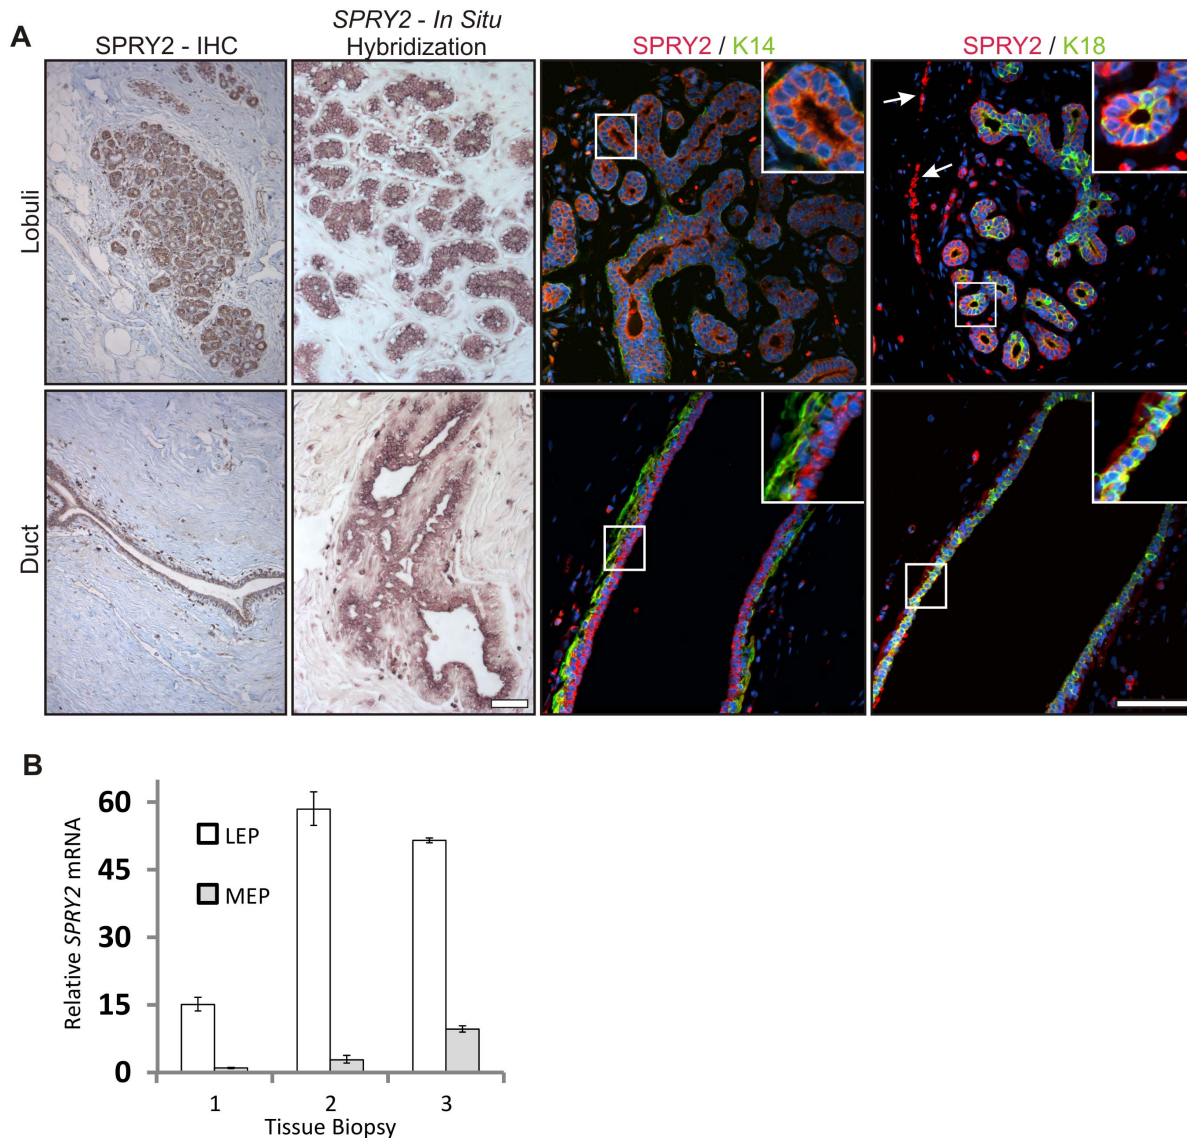 A
SPRY2 - IHC
SPRY2 - In Situ
Hybridization
SPRY2 / K14
SPRY2 / K18
Lobuli
Duct
B
Relative SPRY2 mRNA
60
45
30
15
0
LEP
MEP
1
2
3
Tissue Biopsy